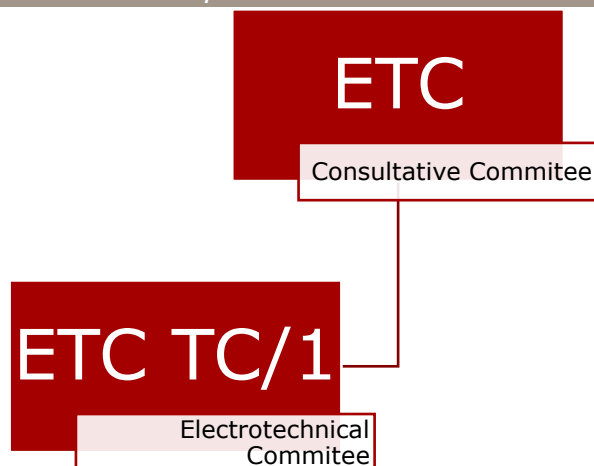 ETC
Consultative Commitee
ETC TC/1
Electrotechnical
Commitee